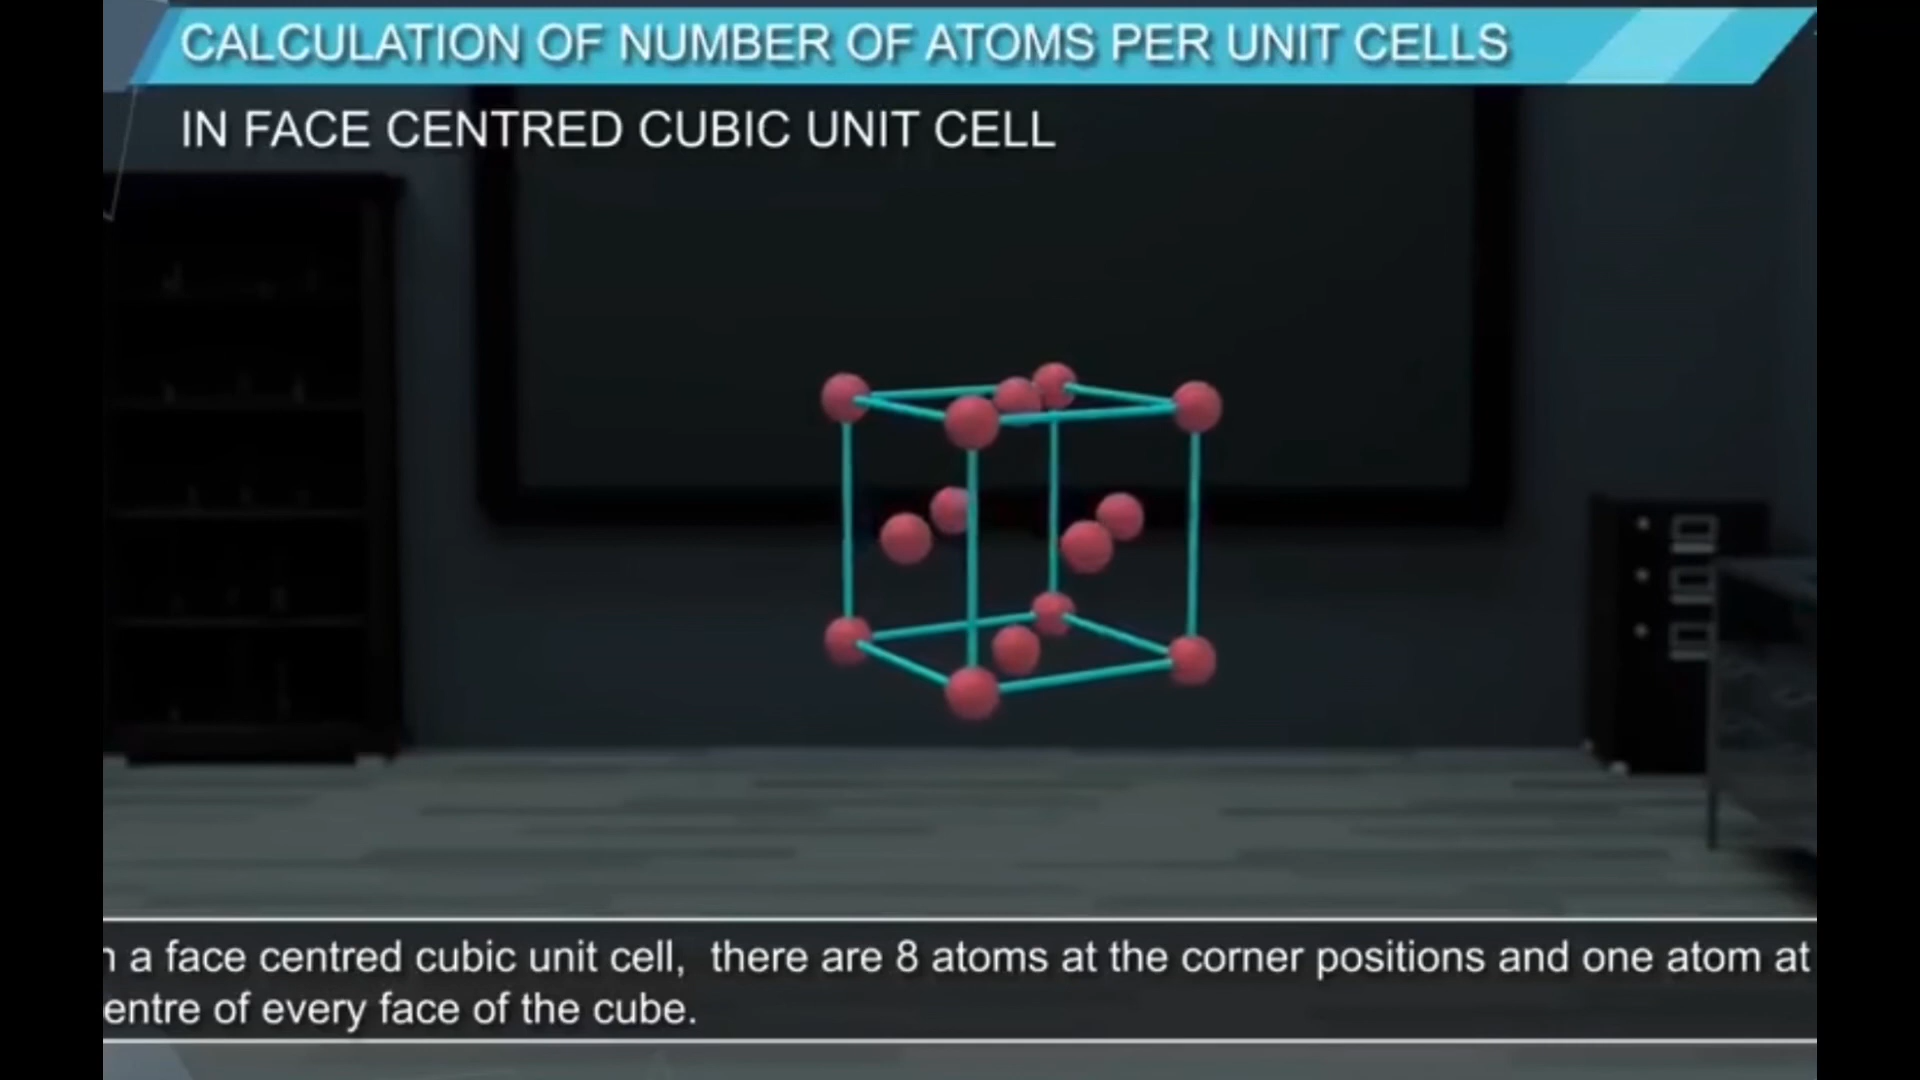 CALCULATION OF NUMBER OF ATOMS PER UNIT CELLS
IN FACE CENTRED CUBIC UNIT CELL
a face centred cubic unit cell, there are 8 atoms at the corner positions and one atom at
entre of every face of the cube.